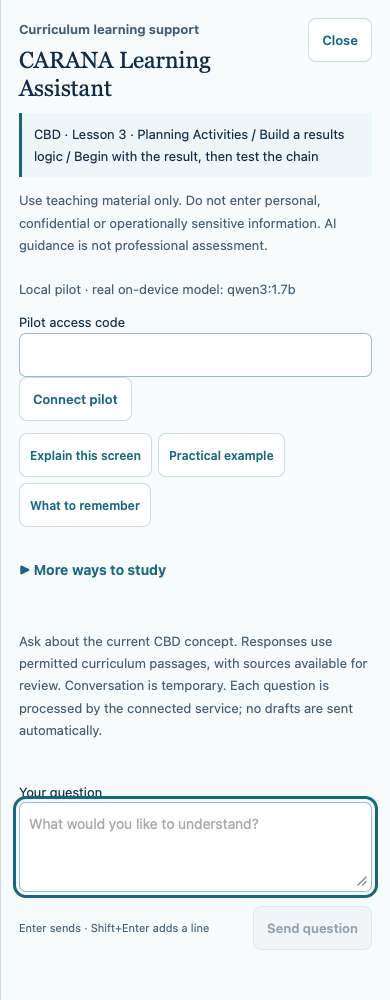 Curriculum learning support
Close
CARANA Learning
Assistant
CBD · Lesson 3 · Planning Activities / Build a results
logic / Begin with the result, then test the chain
Use teaching material only. Do not enter personal,
confidential or operationally sensitive information. AI
guidance is not professional assessment.
Local pilot · real on-device model: qwen3:1.7b
Pilot access code
Connect pilot
Explain this screen
Practical example
What to remember
▶ More ways to study
Ask about the current CBD concept. Responses use
permitted curriculum passages, with sources available for
review. Conversation is temporary. Each question is
processed by the connected service; no drafts are sent
automatically.
Your question
What would you like to understand?
Enter sends · Shift+Enter adds a line
Send question